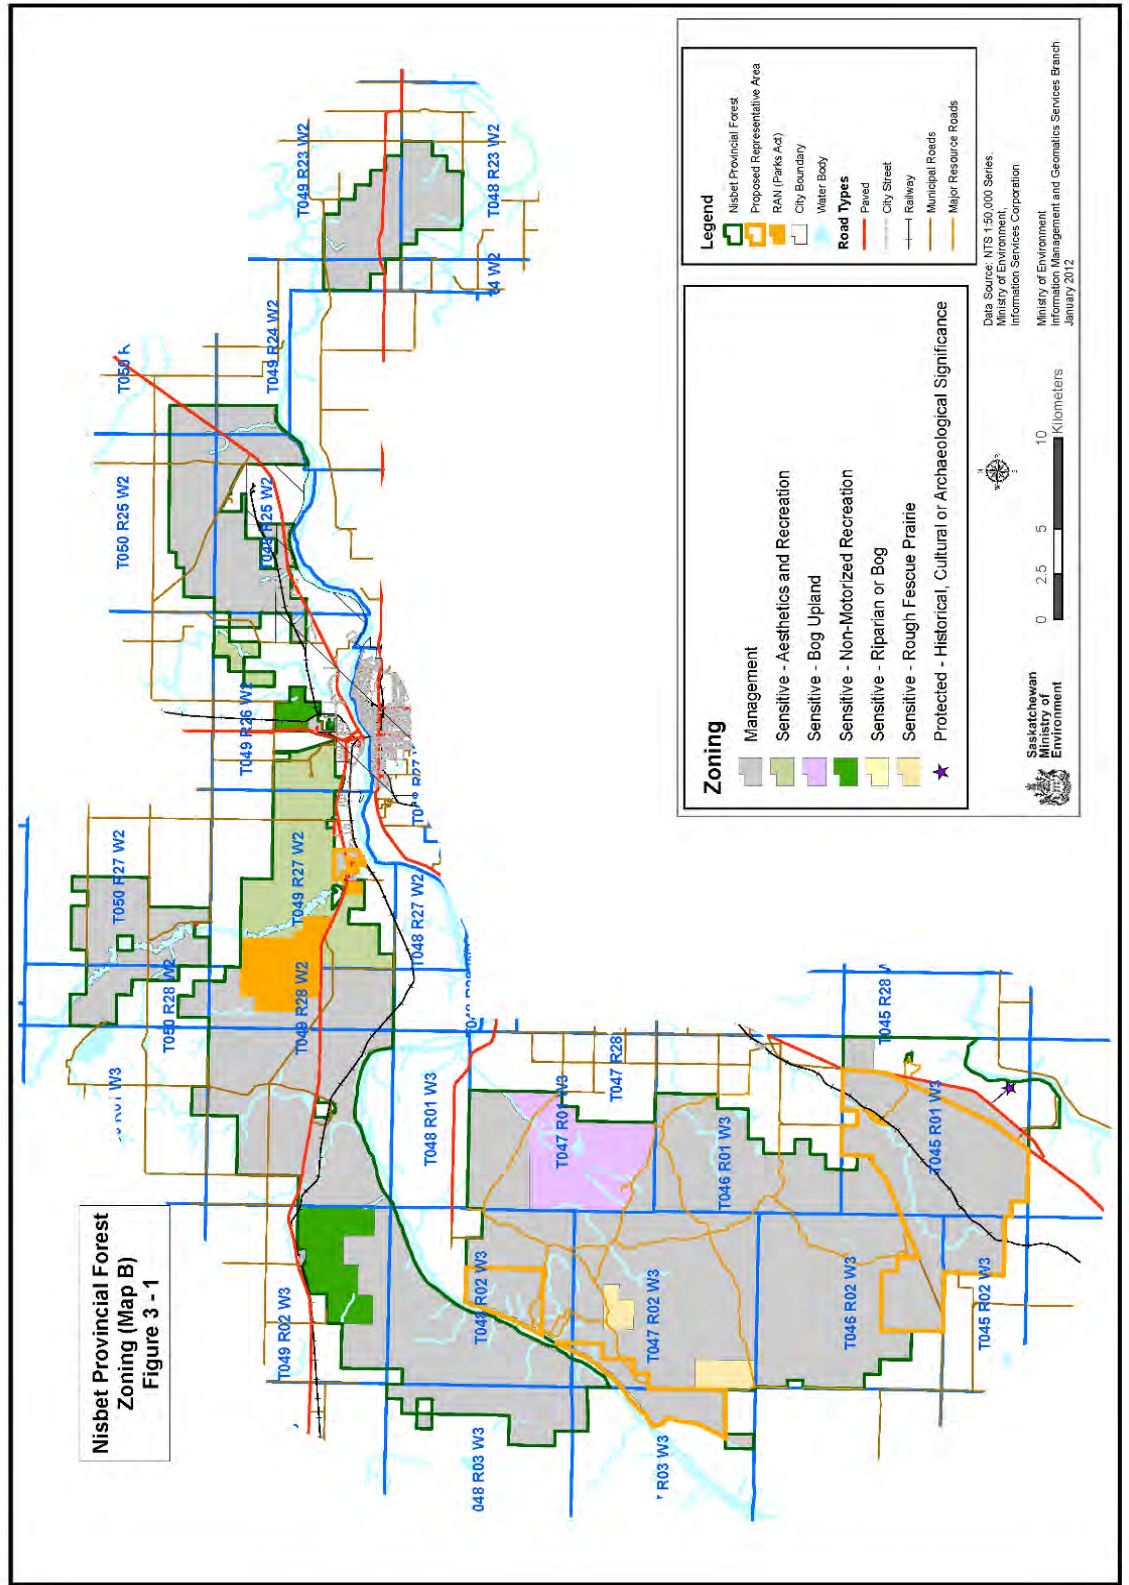 Nisbet Provincial Forest
Zoning (Map B)
Figure 3 - 1
T049 R02 W3
048 R03 W3
R03 W3
T048 R02 W3
T047 R02 W3
T046 R02 W3
T045 R02 W3
T050 R28 W2
T050 R27 W2
T049 R28 W2
T049 R27 W2
T048 R01 W3
T048 R27 W2
T047 R01 W3
T047 R28
T046 R01 W3
T045 R01 W3
T045 R28
T049 R26 W2
T050 R25 W2
T049 R24 W2
T049 R23 W2
T048 R23 W2
Zoning
Management
Sensitive - Aesthetics and Recreation
Sensitive - Bog Upland
Sensitive - Non-Motorized Recreation
Sensitive - Riparian or Bog
Sensitive - Rough Fescue Prairie
Protected - Historical, Cultural or Archaeological Significance
Legend
Nisbet Provincial Forest
Proposed Representative Area
RAN (Parks Act)
City Boundary
Water Body
Road Types
Paved
City Street
Railway
Municipal Roads
Major Resource Roads
Saskatchewan
Ministry of
Environment
0 2.5 5 10
Kilometers
Data Source: NTS 1:50,000 Series.
Ministry of Environment,
Information Services Corporation
Ministry of Environment
Information Management and Geomatics Services Branch
January 2012